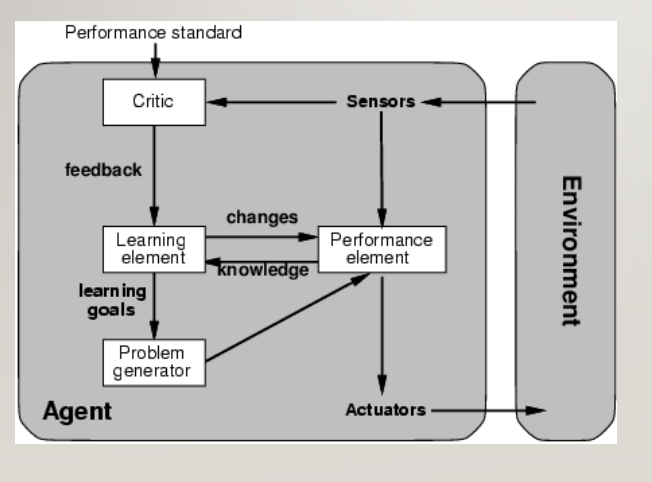 Performance standard
Critic
Sensors
feedback
changes
Learning
element
Performance
element
knowledge
learning
goals
Problem
generator
Agent
Actuators
Environment